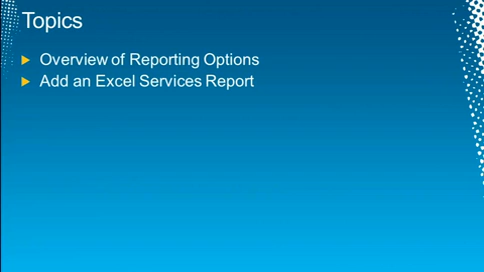 Topics
Overview of Reporting Options
Add an Excel Services Report